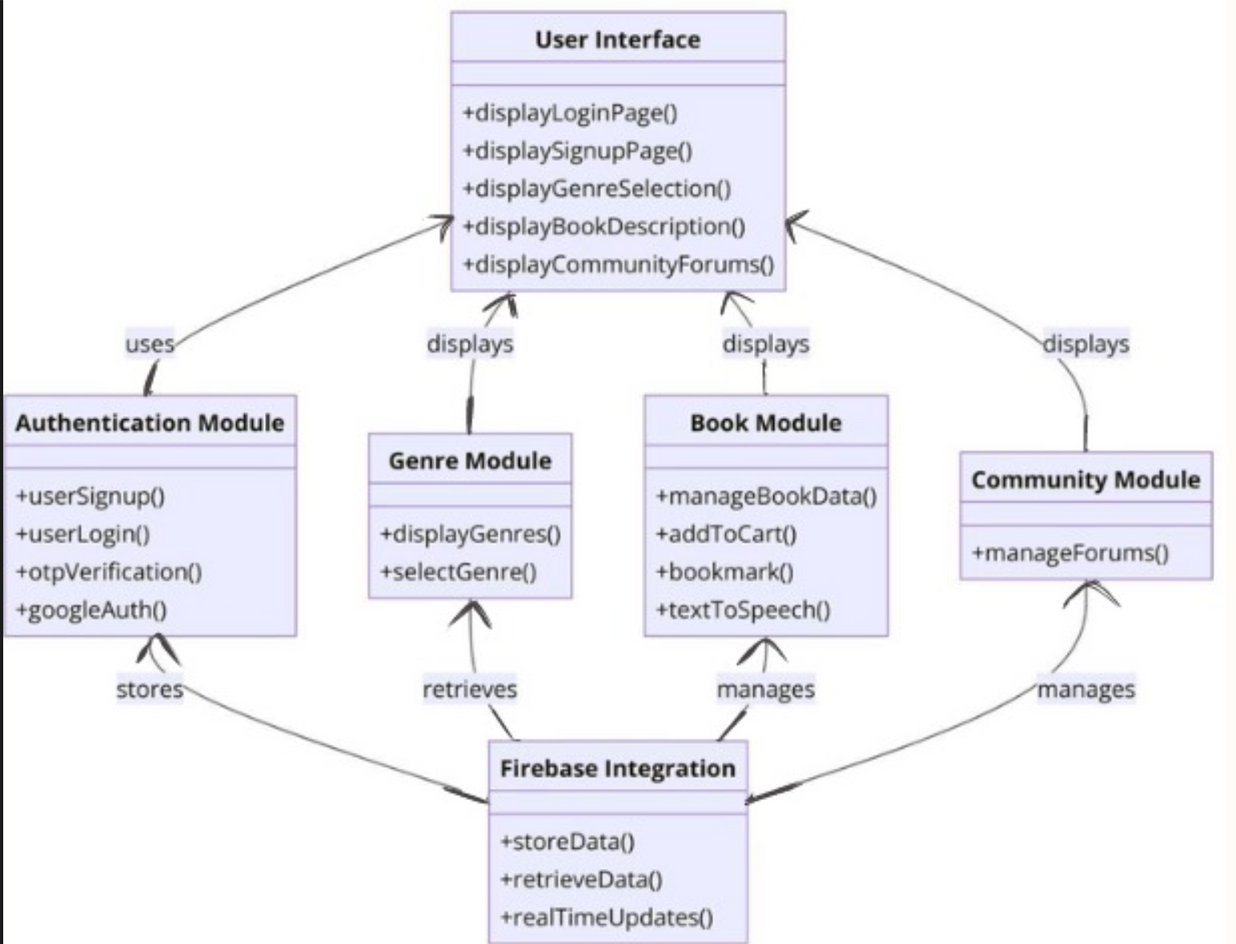 User Interface
+displayLoginPage()
+displaySignupPage()
+displayGenreSelection()
+displayBookDescription()
+displayCommunityForums()
uses
displays
displays
displays
Authentication Module
+userSignup()
+userLogin()
+otpVerification()
+googleAuth()
Genre Module
+displayGenres()
+selectGenre()
Book Module
+manageBookData()
+addToCart()
+bookmark()
+textToSpeech()
Community Module
+manageForums()
stores
retrieves
manages
manages
Firebase Integration
+storeData()
+retrieveData()
+realTimeUpdates()